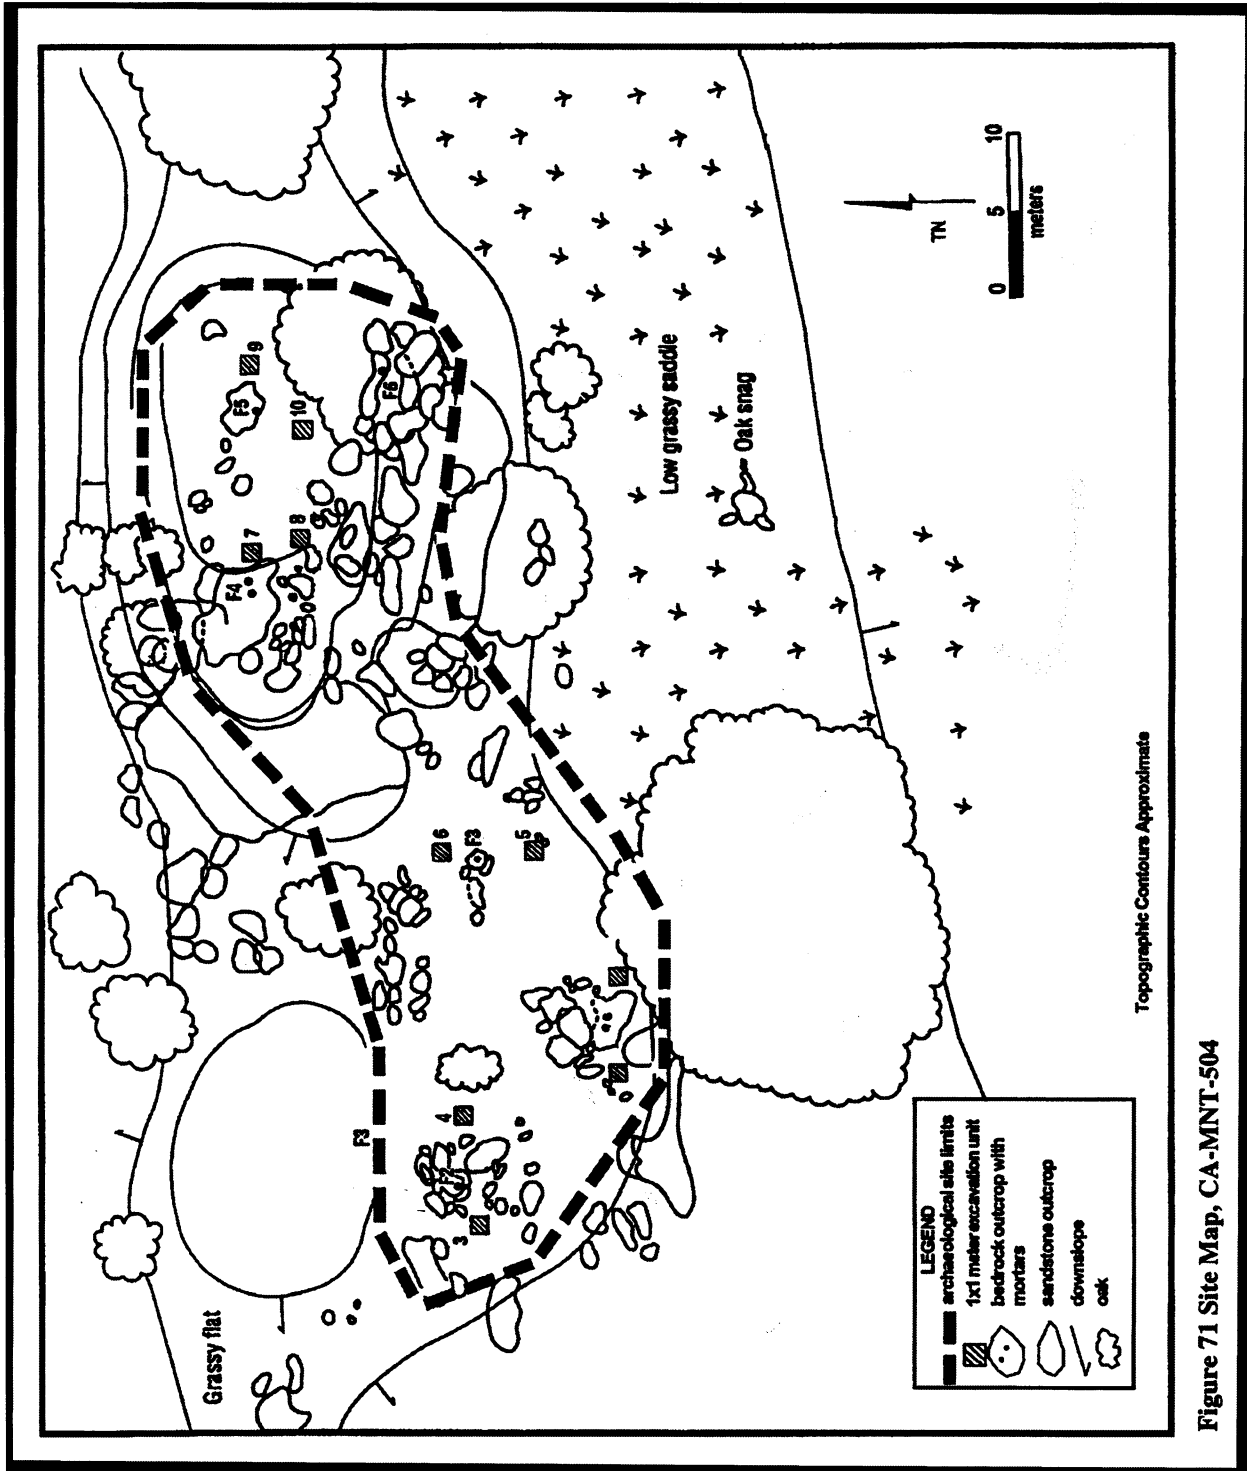 Grassy flat
F3
3
F2
4
2
6
F3
5
F4
7
8
F5
9
10
F6
Low grassy saddle
Oak snag
TN
0 5 10
meters
LEGEND
archaeological site limits
1x1 meter excavation unit
bedrock outcrop with
mortars
sandstone outcrop
downslope
oak
Topographic Contours Approximate
Figure 71 Site Map, CA-MNT-504